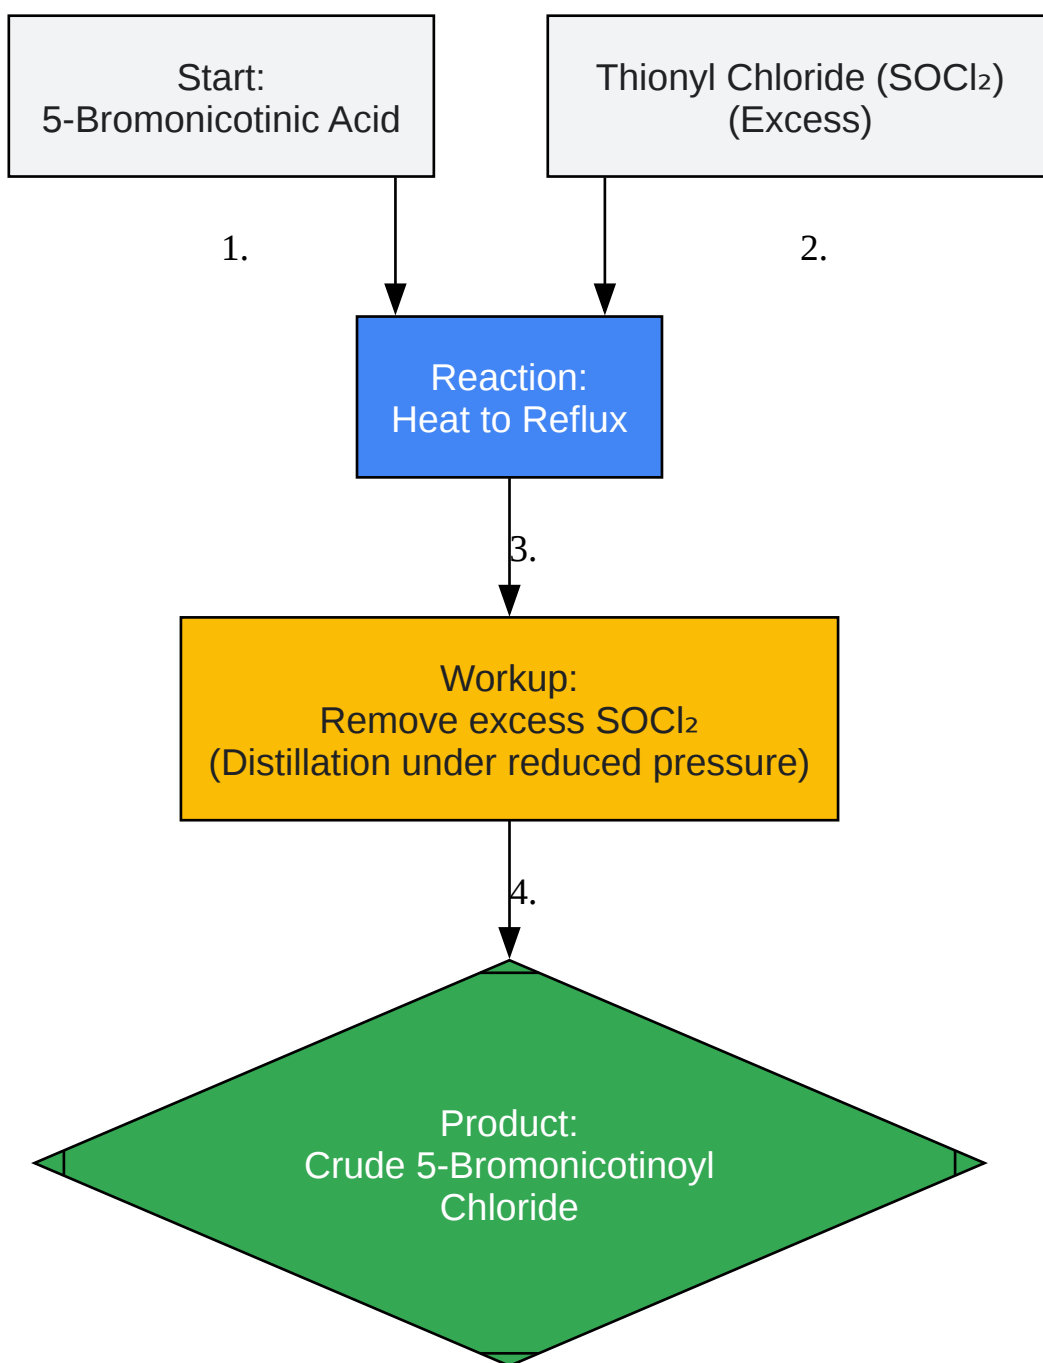 Start:
5-Bromonicotinic Acid
Thionyl Chloride (SOCl₂)
(Excess)
1.
2.
Reaction:
Heat to Reflux
3.
Workup:
Remove excess SOCl₂
(Distillation under reduced pressure)
4.
Product:
Crude 5-Bromonicotinoyl
Chloride